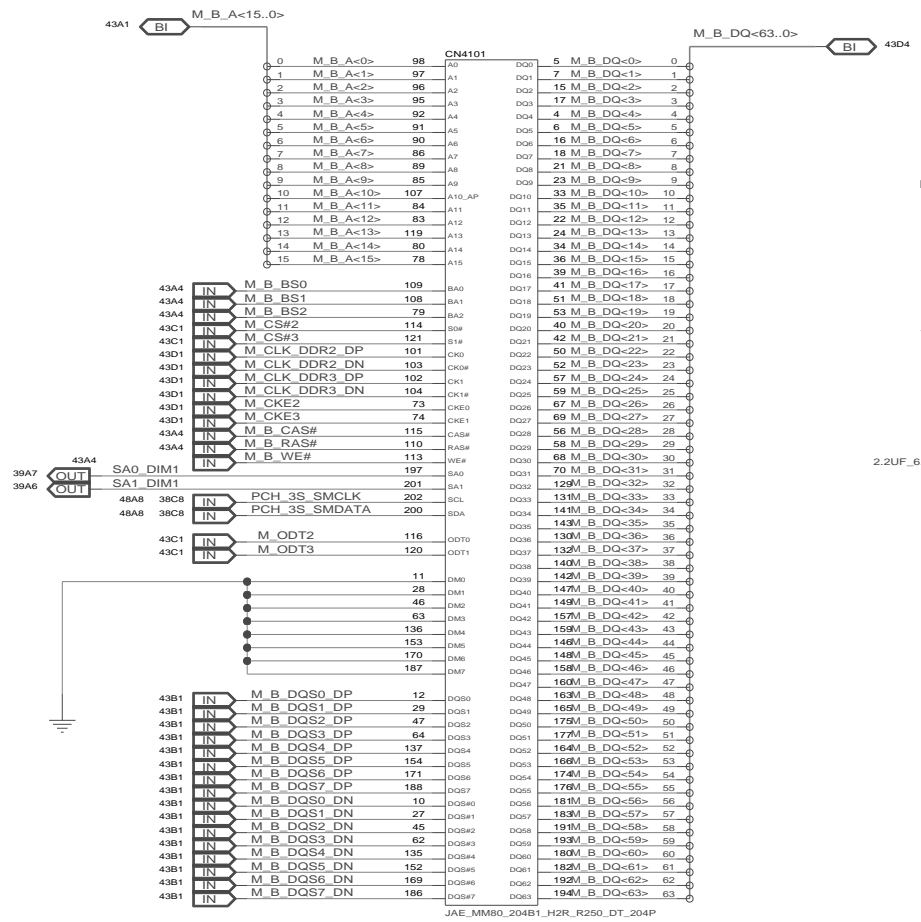 M_B_A<15..0>
43A1 BI
M_B_DQ<63..0>
BI 43D4
CN4101
0 M_B_A<0> 98 A0
1 M_B_A<1> 97 A1
2 M_B_A<2> 96 A2
3 M_B_A<3> 95 A3
4 M_B_A<4> 92 A4
5 M_B_A<5> 91 A5
6 M_B_A<6> 90 A6
7 M_B_A<7> 86 A7
8 M_B_A<8> 89 A8
9 M_B_A<9> 85 A9
10 M_B_A<10> 107 A10_AP
11 M_B_A<11> 84 A11
12 M_B_A<12> 83 A12
13 M_B_A<13> 119 A13
14 M_B_A<14> 80 A14
15 M_B_A<15> 78 A15
43A4 IN M_B_BS0 109 BA0
43A4 IN M_B_BS1 108 BA1
43A4 IN M_B_BS2 79 BA2
43C1 IN M_CS#2 114 S0#
43C1 IN M_CS#3 121 S1#
43D1 IN M_CLK_DDR2_DP 101 CK0
43D1 IN M_CLK_DDR2_DN 103 CK0#
43D1 IN M_CLK_DDR3_DP 102 CK1
43D1 IN M_CLK_DDR3_DN 104 CK1#
43D1 IN M_CKE2 73 CKE0
43D1 IN M_CKE3 74 CKE1
43A4 IN M_B_CAS# 115 CAS#
43A4 IN M_B_RAS# 110 RAS#
43A4 IN M_B_WE# 113 WE#
39A7 OUT SA0_DIM1 197 SA0
39A6 OUT SA1_DIM1 201 SA1
48A8 38C8 IN PCH_3S_SMCLK 202 SCL
48A8 38C8 IN PCH_3S_SMDATA 200 SDA
43C1 IN M_ODT2 116 ODT0
43C1 IN M_ODT3 120 ODT1
11 DM0
28 DM1
46 DM2
63 DM3
136 DM4
153 DM5
170 DM6
187 DM7
43B1 IN M_B_DQS0_DP 12 DQS0
43B1 IN M_B_DQS1_DP 29 DQS1
43B1 IN M_B_DQS2_DP 47 DQS2
43B1 IN M_B_DQS3_DP 64 DQS3
43B1 IN M_B_DQS4_DP 137 DQS4
43B1 IN M_B_DQS5_DP 154 DQS5
43B1 IN M_B_DQS6_DP 171 DQS6
43B1 IN M_B_DQS7_DP 188 DQS7
43B1 IN M_B_DQS0_DN 10 DQS#0
43B1 IN M_B_DQS1_DN 27 DQS#1
43B1 IN M_B_DQS2_DN 45 DQS#2
43B1 IN M_B_DQS3_DN 62 DQS#3
43B1 IN M_B_DQS4_DN 135 DQS#4
43B1 IN M_B_DQS5_DN 152 DQS#5
43B1 IN M_B_DQS6_DN 169 DQS#6
43B1 IN M_B_DQS7_DN 186 DQS#7
DQ0 5 M_B_DQ<0> 0
DQ1 7 M_B_DQ<1> 1
DQ2 15 M_B_DQ<2> 2
DQ3 17 M_B_DQ<3> 3
DQ4 4 M_B_DQ<4> 4
DQ5 6 M_B_DQ<5> 5
DQ6 16 M_B_DQ<6> 6
DQ7 18 M_B_DQ<7> 7
DQ8 21 M_B_DQ<8> 8
DQ9 23 M_B_DQ<9> 9
DQ10 33 M_B_DQ<10> 10
DQ11 35 M_B_DQ<11> 11
DQ12 22 M_B_DQ<12> 12
DQ13 24 M_B_DQ<13> 13
DQ14 34 M_B_DQ<14> 14
DQ15 36 M_B_DQ<15> 15
DQ16 39 M_B_DQ<16> 16
DQ17 41 M_B_DQ<17> 17
DQ18 51 M_B_DQ<18> 18
DQ19 53 M_B_DQ<19> 19
DQ20 40 M_B_DQ<20> 20
DQ21 42 M_B_DQ<21> 21
DQ22 50 M_B_DQ<22> 22
DQ23 52 M_B_DQ<23> 23
DQ24 57 M_B_DQ<24> 24
DQ25 59 M_B_DQ<25> 25
DQ26 67 M_B_DQ<26> 26
DQ27 69 M_B_DQ<27> 27
DQ28 56 M_B_DQ<28> 28
DQ29 58 M_B_DQ<29> 29
DQ30 68 M_B_DQ<30> 30
DQ31 70 M_B_DQ<31> 31
DQ32 129 M_B_DQ<32> 32
DQ33 131 M_B_DQ<33> 33
DQ34 141 M_B_DQ<34> 34
DQ35 143 M_B_DQ<35> 35
DQ36 130 M_B_DQ<36> 36
DQ37 132 M_B_DQ<37> 37
DQ38 140 M_B_DQ<38> 38
DQ39 142 M_B_DQ<39> 39
DQ40 147 M_B_DQ<40> 40
DQ41 149 M_B_DQ<41> 41
DQ42 157 M_B_DQ<42> 42
DQ43 159 M_B_DQ<43> 43
DQ44 146 M_B_DQ<44> 44
DQ45 148 M_B_DQ<45> 45
DQ46 158 M_B_DQ<46> 46
DQ47 160 M_B_DQ<47> 47
DQ48 163 M_B_DQ<48> 48
DQ49 165 M_B_DQ<49> 49
DQ50 175 M_B_DQ<50> 50
DQ51 177 M_B_DQ<51> 51
DQ52 164 M_B_DQ<52> 52
DQ53 166 M_B_DQ<53> 53
DQ54 174 M_B_DQ<54> 54
DQ55 176 M_B_DQ<55> 55
DQ56 181 M_B_DQ<56> 56
DQ57 183 M_B_DQ<57> 57
DQ58 191 M_B_DQ<58> 58
DQ59 193 M_B_DQ<59> 59
DQ60 180 M_B_DQ<60> 60
DQ61 182 M_B_DQ<61> 61
DQ62 192 M_B_DQ<62> 62
DQ63 194 M_B_DQ<63> 63
2.2UF_6
JAE_MM80_204B1_H2R_R250_DT_204P